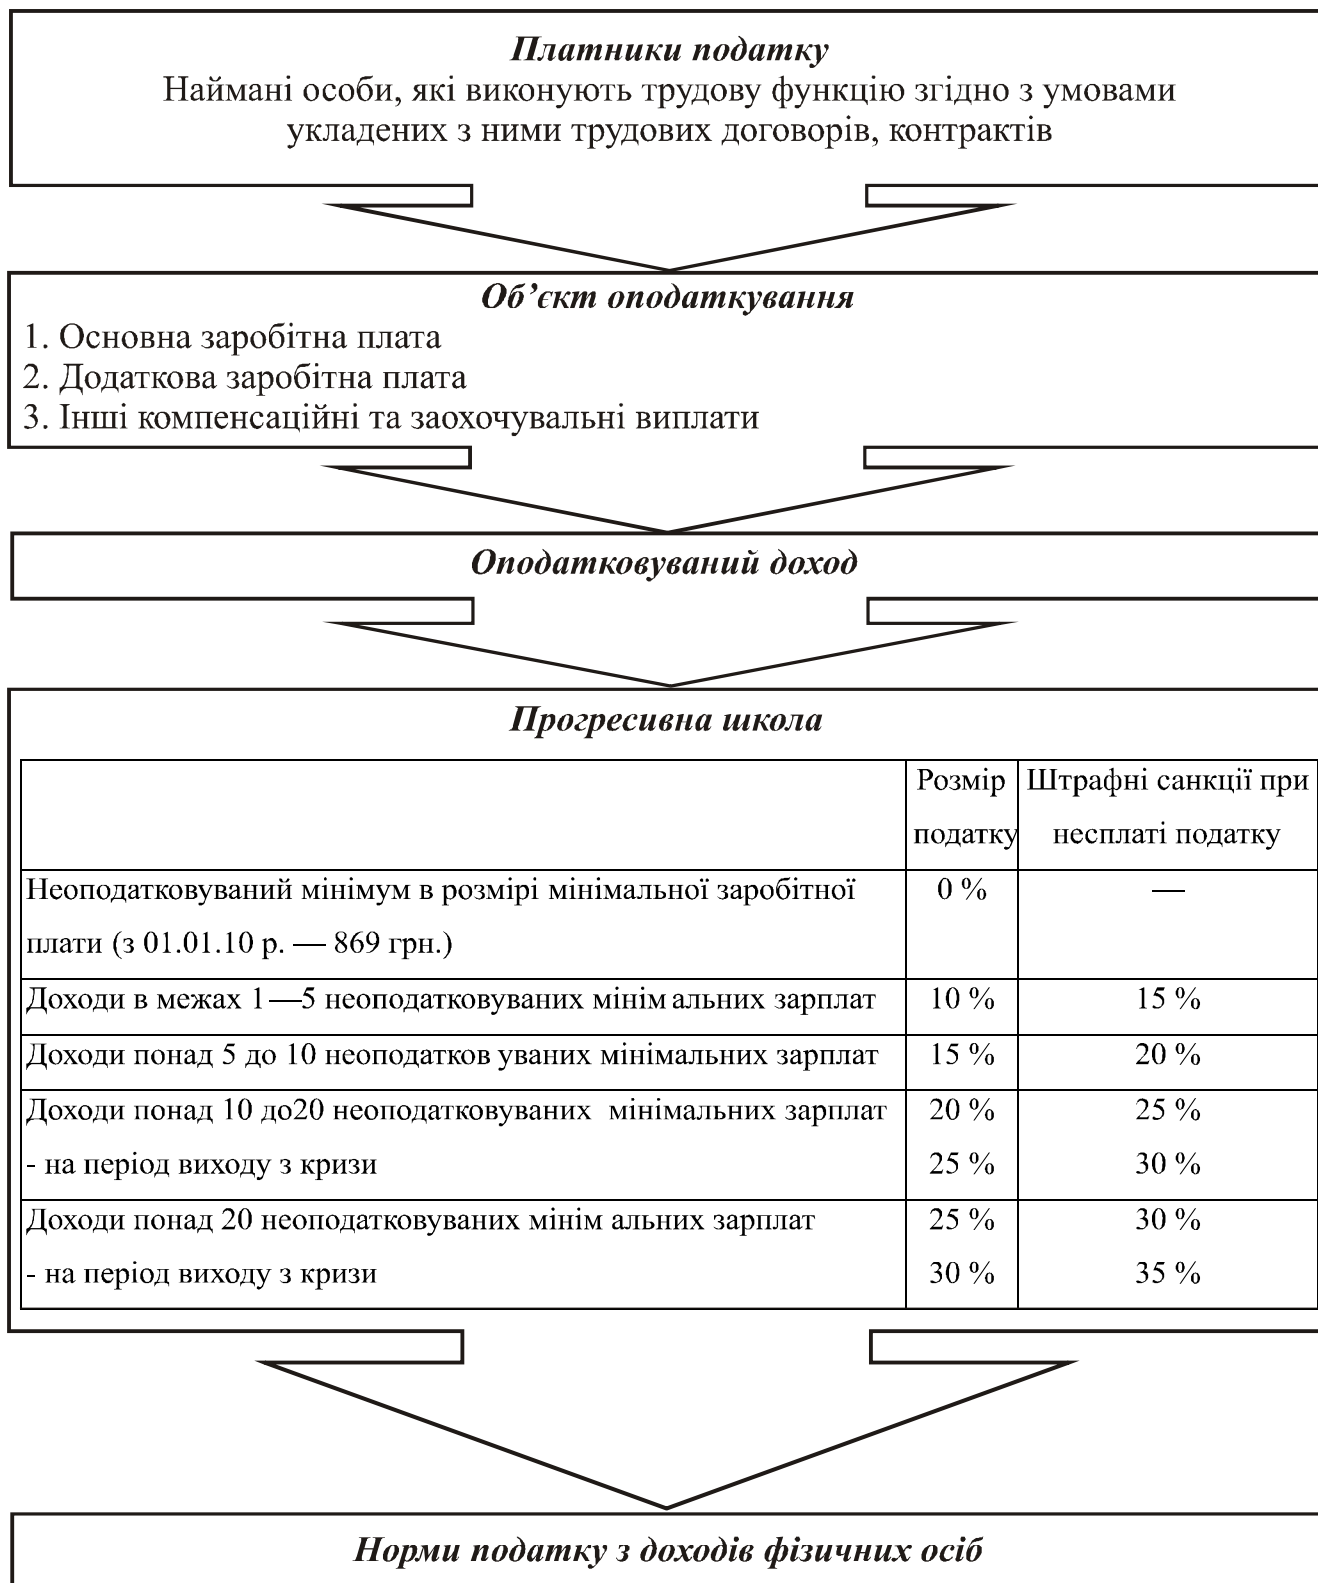 Платники податку
Наймані особи, які виконують трудову функцію згідно з умовами
укладених з ними трудових договорів, контрактів
Об’єкт оподаткування
1. Основна заробітна плата
2. Додаткова заробітна плата
3. Інші компенсаційні та заохочувальні виплати
Оподатковуваний доход
Прогресивна школа
Розмір податку
Штрафні санкції при несплаті податку
Неоподатковуваний мінімум в розмірі мінімальної заробітної 0 % —
плати (з 01.01.10 р. — 869 грн.)
Доходи в межах 1—5 неоподатковуваних мінім альних зарплат 10 % 15 %
Доходи понад 5 до 10 неоподатков уваних мінімальних зарплат 15 % 20 %
Доходи понад 10 до20 неоподатковуваних мінімальних зарплат 20 % 25 %
- на період виходу з кризи 25 % 30 %
Доходи понад 20 неоподатковуваних мінім альних зарплат 25 % 30 %
- на період виходу з кризи 30 % 35 %
Норми податку з доходів фізичних осіб